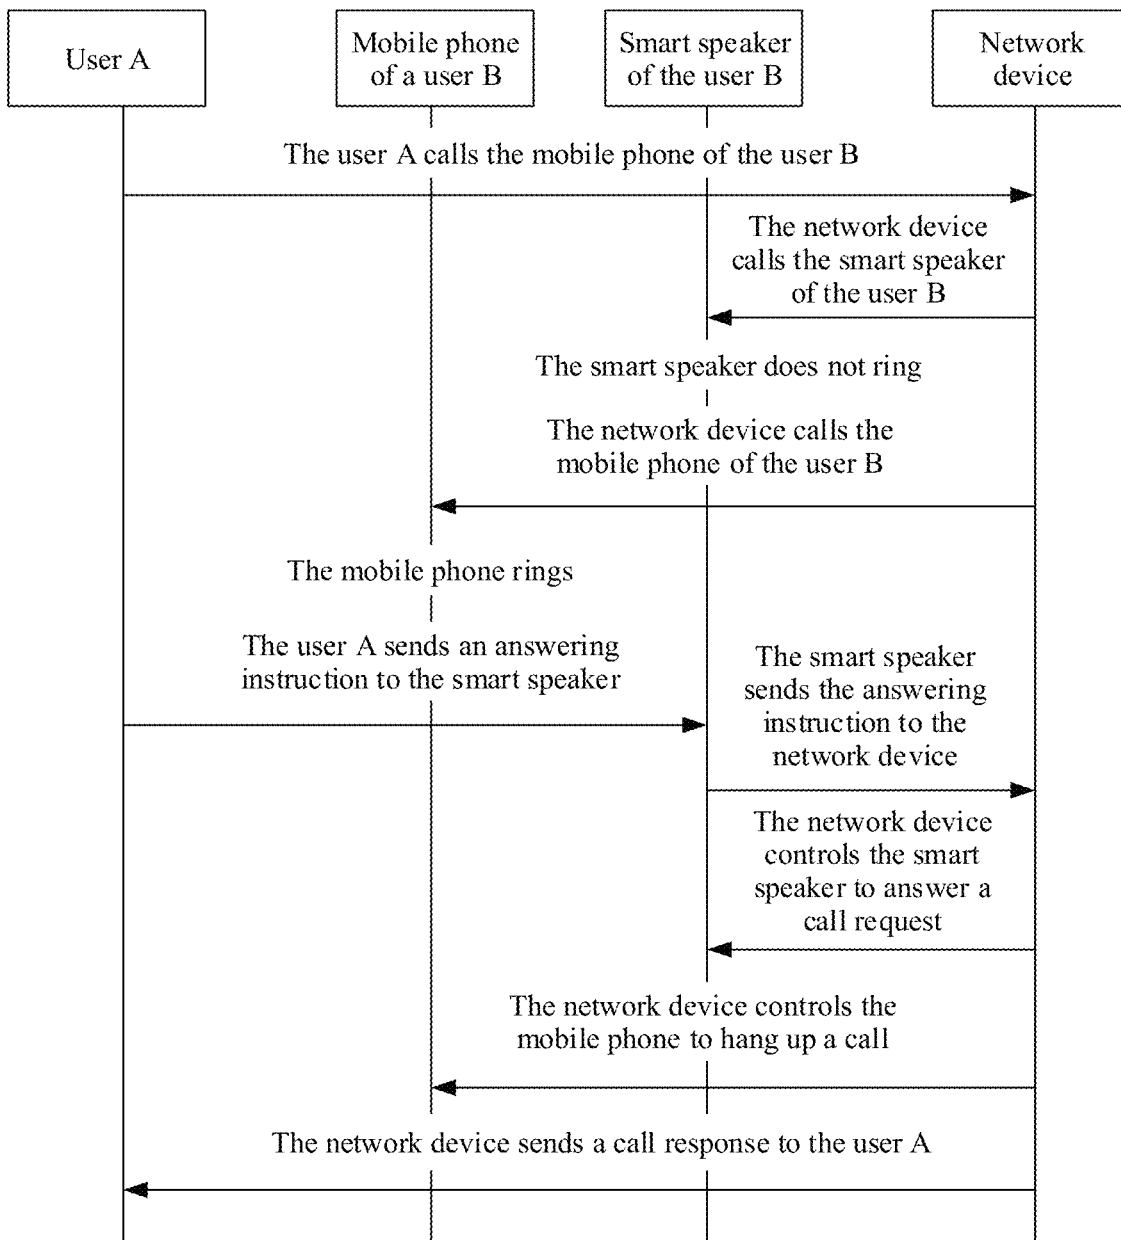 User A
Mobile phone
of a user B
Smart speaker
of the user B
Network
device
The user A calls the mobile phone of the user B
The network device
calls the smart speaker
of the user B
The smart speaker does not ring
The network device calls the
mobile phone of the user B
The mobile phone rings
The user A sends an answering
instruction to the smart speaker
The smart speaker
sends the answering
instruction to the
network device
The network device
controls the smart
speaker to answer a
call request
The network device controls the
mobile phone to hang up a call
The network device sends a call response to the user A